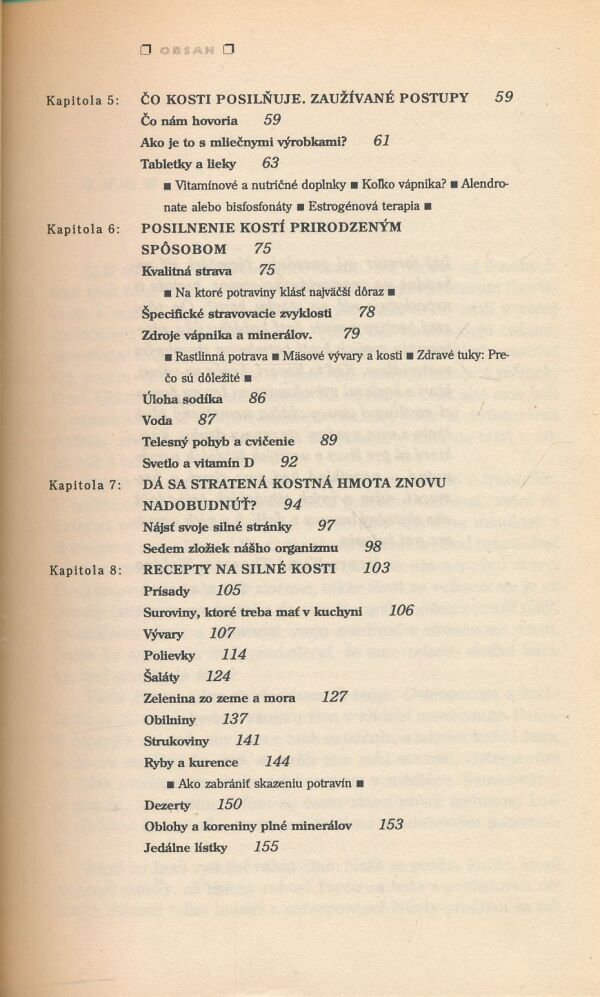 ❐ OBSAH ❐
Kapitola 5: ČO KOSTI POSILŇUJE. ZAUŽÍVANÉ POSTUPY 59
Čo nám hovoria 59
Ako je to s mliečnymi výrobkami? 61
Tabletky a lieky 63
■ Vitamínové a nutričné doplnky ■ Koľko vápnika? ■ Alendro-
nate alebo bisfosfonáty ■ Estrogénová terapia ■
Kapitola 6: POSILNENIE KOSTÍ PRIRODZENÝM
SPÔSOBOM 75
Kvalitná strava 75
■ Na ktoré potraviny klásť najväčší dôraz ■
Špecifické stravovacie zvyklosti 78
Zdroje vápnika a minerálov. 79
■ Rastlinná potrava ■ Mäsové vývary a kosti ■ Zdravé tuky: Pre-
čo sú dôležité ■
Úloha sodíka 86
Voda 87
Telesný pohyb a cvičenie 89
Svetlo a vitamín D 92
Kapitola 7: DÁ SA STRATENÁ KOSTNÁ HMOTA ZNOVU
NADOBUDNÚŤ? 94
Nájsť svoje silné stránky 97
Sedem zložiek nášho organizmu 98
Kapitola 8: RECEPTY NA SILNÉ KOSTI 103
Prísady 105
Suroviny, ktoré treba mať v kuchyni 106
Vývary 107
Polievky 114
Šaláty 124
Zelenina zo zeme a mora 127
Obilniny 137
Strukoviny 141
Ryby a kurence 144
■ Ako zabrániť skazeniu potravín ■
Dezerty 150
Oblohy a koreniny plné minerálov 153
Jedálne lístky 155